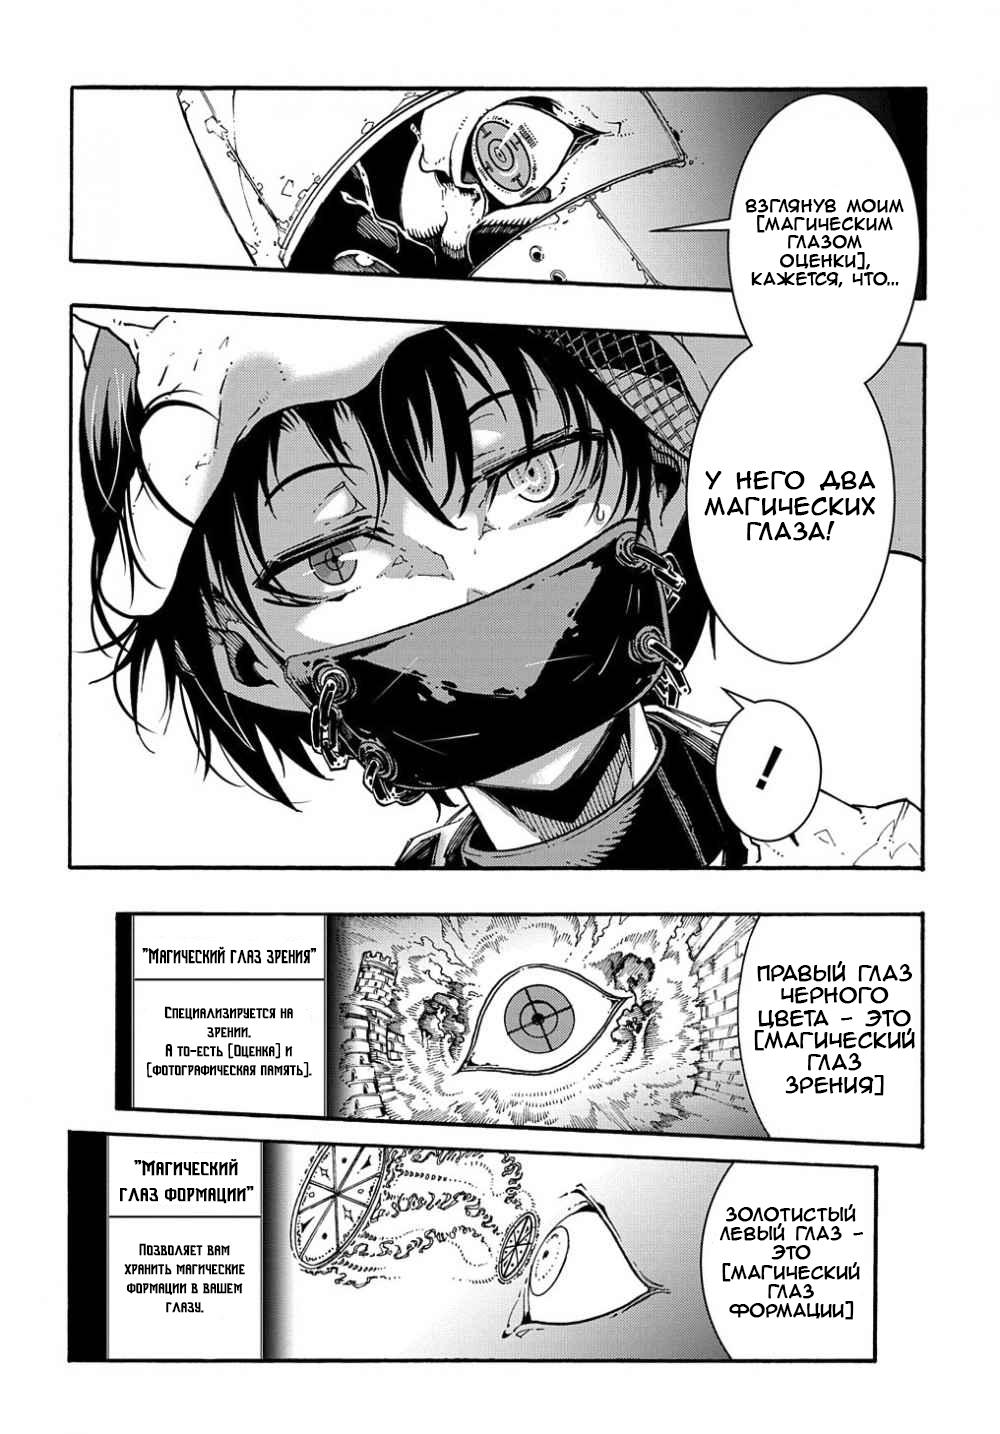 ВЗГЛЯНУВ МОИМ
[МАГИЧЕСКИМ
ГЛАЗОМ
ОЦЕНКИ],
КАЖЕТСЯ, ЧТО...
У НЕГО ДВА
МАГИЧЕСКИХ
ГЛАЗА!
!
ПРАВЫЙ ГЛАЗ
ЧЕРНОГО
ЦВЕТА – ЭТО
[МАГИЧЕСКИЙ
ГЛАЗ
ЗРЕНИЯ]
"Магический глаз зрения"
Специализируется на
зрении.
А то-есть [Оценка] и
[фотографическая память].
ЗОЛОТИСТЫЙ
ЛЕВЫЙ ГЛАЗ –
ЭТО
[МАГИЧЕСКИЙ
ГЛАЗ
ФОРМАЦИИ]
"Магический
глаз формации"
Позволяет вам
хранить магические
формации в вашем
глазу.